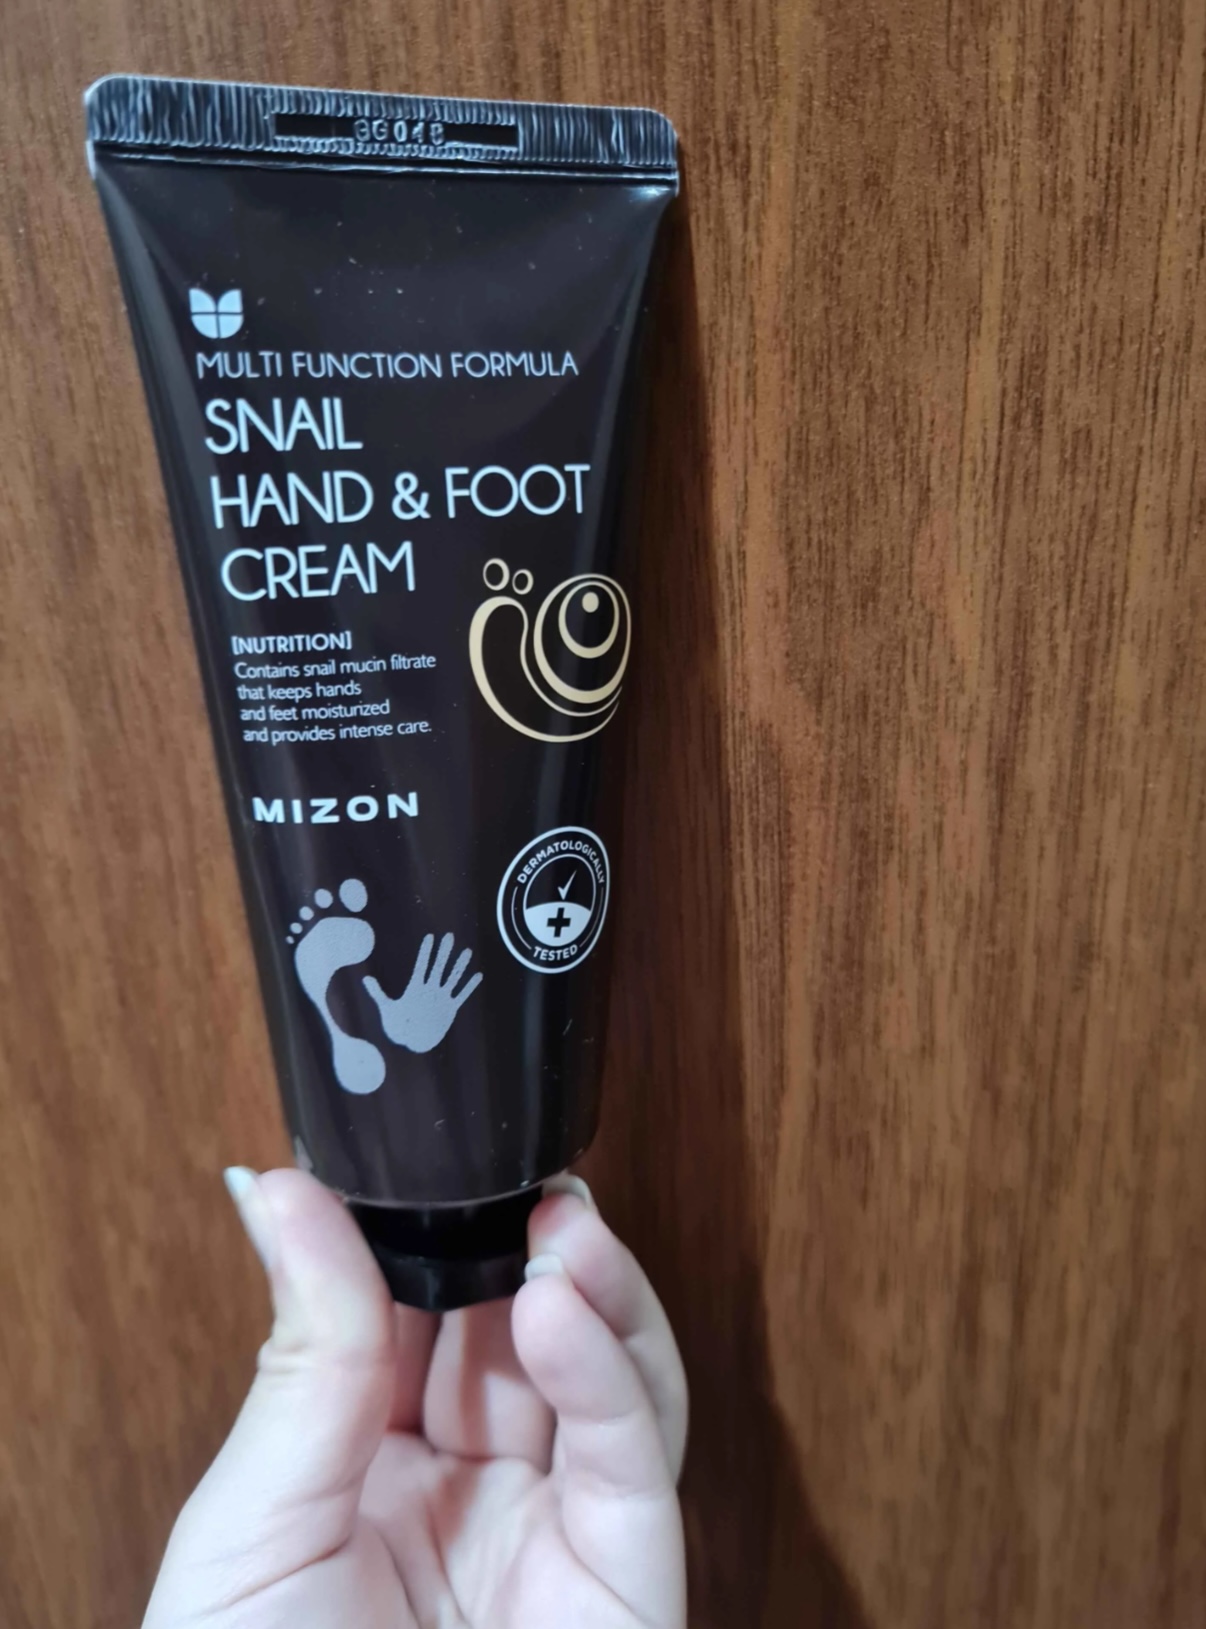 MULTI FUNCTION FORMULA
SNAIL
HAND & FOOT
CREAM
[NUTRITION]
Contains snail mucin filtrate
that keeps hands
and feet moisturized
and provides intense care.
MIZON
DERMATOLOGICALLY
TESTED